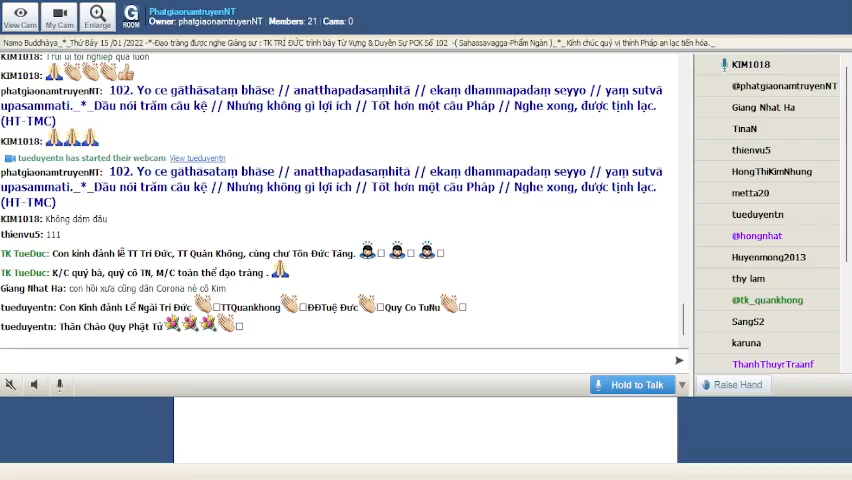 View Cam
My Cam
Enlarge
G
ROOM
PhatgiaonamtruyenNT
Owner: phatgiaonamtruyenNT | Members: 21 | Cams: 0
Namo Buddhàya_*_Thứ Bảy 15 /01 /2022 -*-Đạo tràng được nghe Giảng sư : TK TRÍ ĐỨC trình bày Từ Vựng & Duyên Sự PCK Số 102 -( Sahassavagga-Phẩm Ngàn )_*_Kính chúc quý vị thính Pháp an lạc tiến hóa._
KIM1018: Trui ui tội nghiệp quá luôn
KIM1018:
phatgiaonamtruyenNT: 102. Yo ce gāthāsataṃ bhāse // anatthapadasaṃhitā // ekaṃ dhammapadaṃ seyyo // yaṃ sutvā
upasammati._*_Dầu nói trăm câu kệ // Nhưng không gì lợi ích // Tốt hơn một câu Pháp // Nghe xong, được tịnh lạc.
(HT-TMC)
KIM1018:
tueduyentn has started their webcam View tueduyentn
phatgiaonamtruyenNT: 102. Yo ce gāthāsataṃ bhāse // anatthapadasaṃhitā // ekaṃ dhammapadaṃ seyyo // yaṃ sutvā
upasammati._*_Dầu nói trăm câu kệ // Nhưng không gì lợi ích // Tốt hơn một câu Pháp // Nghe xong, được tịnh lạc.
(HT-TMC)
KIM1018: Không dám đâu
thienvu5: 111
TK TueDuc: Con kính đảnh lễ TT Trí Đức, TT Quán Không, cùng chư Tôn Đức Tăng.
TK TueDuc: K/C quý bà, quý cô TN, M/C toàn thể đạo tràng .
Giang Nhat Ha: con hồi xưa cũng dân Corona nè cô Kim
tueduyentn: Con Kính đảnh Lể Ngài Trí Đức TTQuankhong ĐĐTuệ Đức Quy Co TuNu
tueduyentn: Thân Chào Quy Phật Tử
Hold to Talk
KIM1018
@phatgiaonamtruyenNT
Giang Nhat Ha
TinaN
thienvu5
HongThiKimNhung
metta20
tueduyentn
@hongnhat
Huyenmong2013
thy lam
@tk_quankhong
SangS2
karuna
ThanhThuyrTraanf
Raise Hand